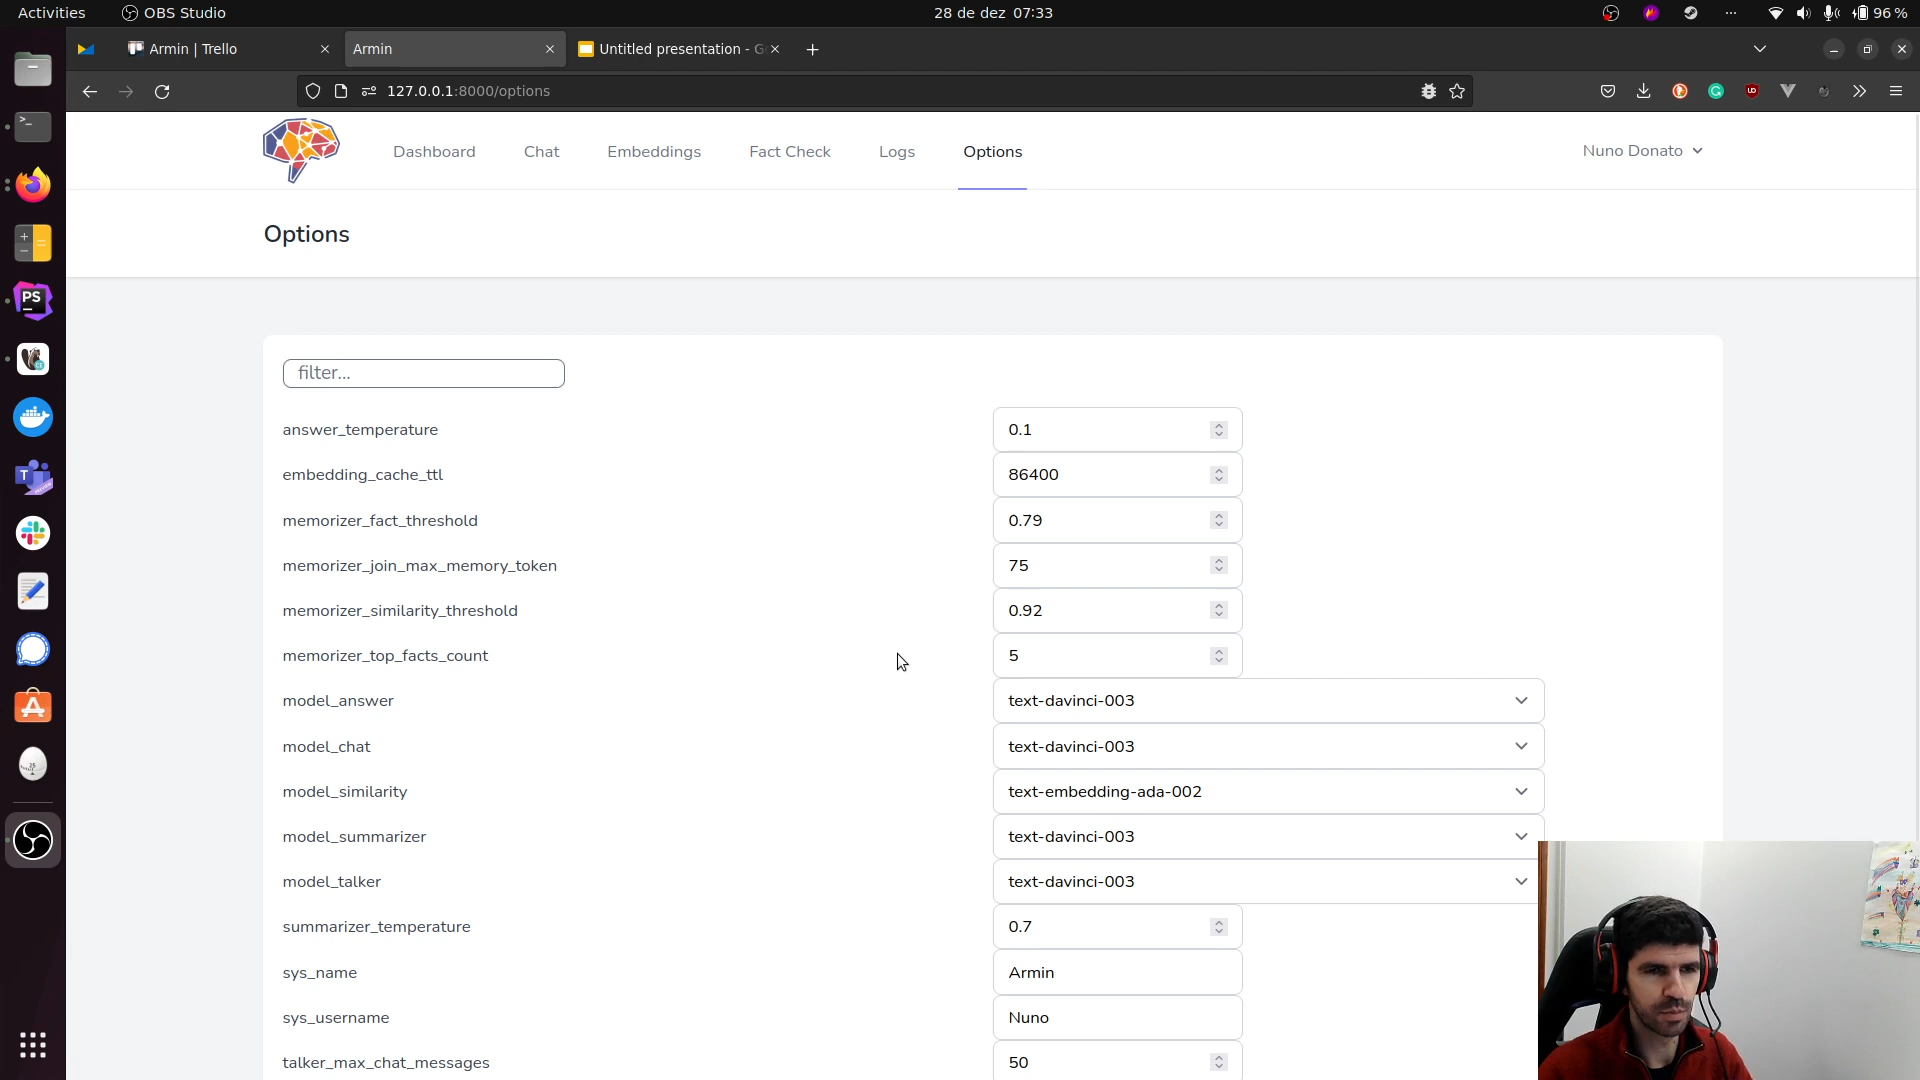 Activities
OBS Studio
28 de dez 07:33
96 %
Armin | Trello
Armin
Untitled presentation - G
127.0.0.1:8000/options
Dashboard
Chat
Embeddings
Fact Check
Logs
Options
Nuno Donato
Options
filter...
answer_temperature
0.1
embedding_cache_ttl
86400
memorizer_fact_threshold
0.79
memorizer_join_max_memory_token
75
memorizer_similarity_threshold
0.92
memorizer_top_facts_count
5
model_answer
text-davinci-003
model_chat
text-davinci-003
model_similarity
text-embedding-ada-002
model_summarizer
text-davinci-003
model_talker
text-davinci-003
summarizer_temperature
0.7
sys_name
Armin
sys_username
Nuno
talker_max_chat_messages
50
PS
T